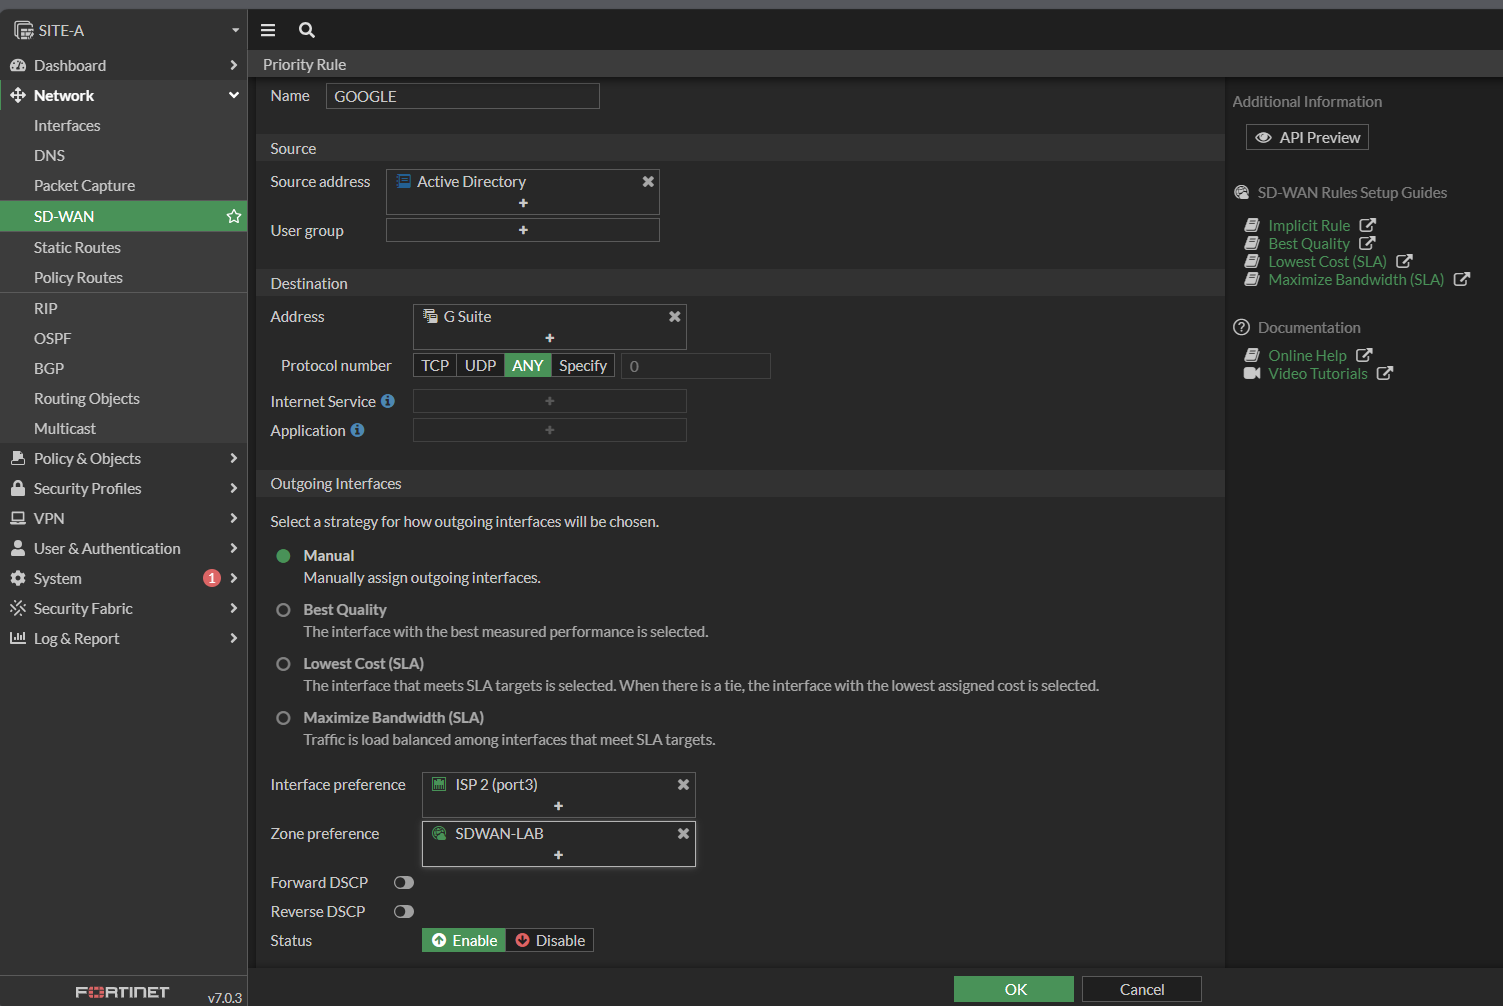 SITE-A
Dashboard
Network
Interfaces
DNS
Packet Capture
SD-WAN
Static Routes
Policy Routes
RIP
OSPF
BGP
Routing Objects
Multicast
Policy & Objects
Security Profiles
VPN
User & Authentication
System 1
Security Fabric
Log & Report
FORTINET v7.0.3
Priority Rule
Name GOOGLE
Source
Source address Active Directory
+
User group +
Destination
Address G Suite
+
Protocol number TCP UDP ANY Specify 0
Internet Service +
Application +
Outgoing Interfaces
Select a strategy for how outgoing interfaces will be chosen.
Manual
Manually assign outgoing interfaces.
Best Quality
The interface with the best measured performance is selected.
Lowest Cost (SLA)
The interface that meets SLA targets is selected. When there is a tie, the interface with the lowest assigned cost is selected.
Maximize Bandwidth (SLA)
Traffic is load balanced among interfaces that meet SLA targets.
Interface preference ISP 2 (port3)
+
Zone preference SDWAN-LAB
+
Forward DSCP
Reverse DSCP
Status Enable Disable
OK Cancel
Additional Information
API Preview
SD-WAN Rules Setup Guides
Implicit Rule
Best Quality
Lowest Cost (SLA)
Maximize Bandwidth (SLA)
Documentation
Online Help
Video Tutorials